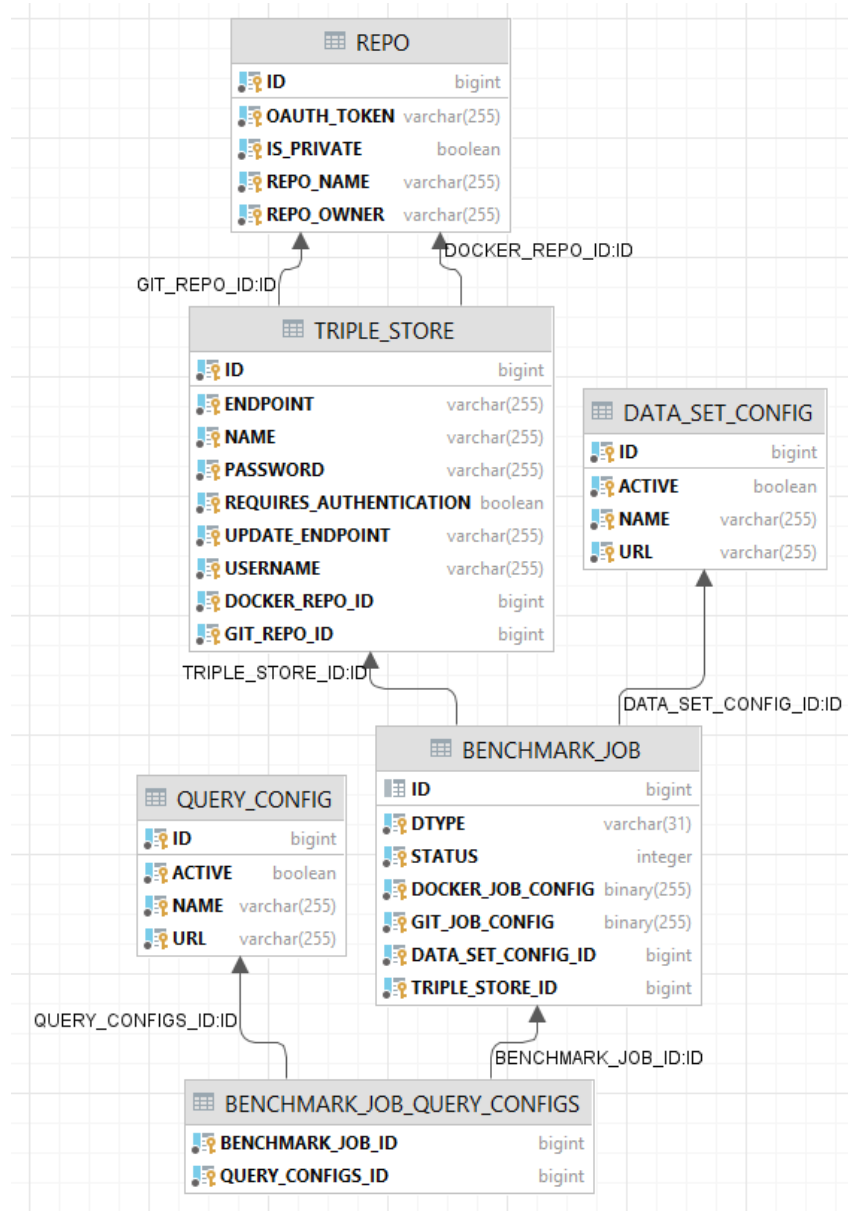 REPO
ID bigint
OAUTH_TOKEN varchar(255)
IS_PRIVATE boolean
REPO_NAME varchar(255)
REPO_OWNER varchar(255)
DOCKER_REPO_ID:ID
GIT_REPO_ID:ID
TRIPLE_STORE
ID bigint
ENDPOINT varchar(255)
NAME varchar(255)
PASSWORD varchar(255)
REQUIRES_AUTHENTICATION boolean
UPDATE_ENDPOINT varchar(255)
USERNAME varchar(255)
DOCKER_REPO_ID bigint
GIT_REPO_ID bigint
DATA_SET_CONFIG
ID bigint
ACTIVE boolean
NAME varchar(255)
URL varchar(255)
TRIPLE_STORE_ID:ID
DATA_SET_CONFIG_ID:ID
BENCHMARK_JOB
ID bigint
DTYPE varchar(31)
STATUS integer
DOCKER_JOB_CONFIG binary(255)
GIT_JOB_CONFIG binary(255)
DATA_SET_CONFIG_ID bigint
TRIPLE_STORE_ID bigint
QUERY_CONFIG
ID bigint
ACTIVE boolean
NAME varchar(255)
URL varchar(255)
QUERY_CONFIGS_ID:ID
BENCHMARK_JOB_ID:ID
BENCHMARK_JOB_QUERY_CONFIGS
BENCHMARK_JOB_ID bigint
QUERY_CONFIGS_ID bigint